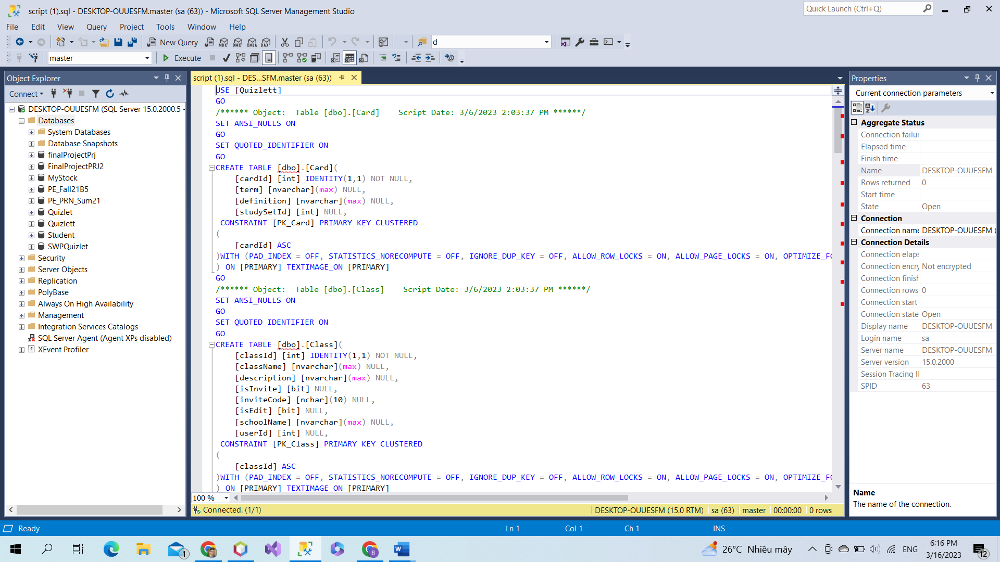 script (1).sql - DESKTOP-OUUESFM.master (sa (63)) - Microsoft SQL Server Management Studio
Quick Launch (Ctrl+Q)
File Edit View Query Project Tools Window Help
New Query
MDX DMX XMLA DAX
d
master
Execute
Object Explorer
Connect
DESKTOP-OUUESFM (SQL Server 15.0.2000.5 -
Databases
System Databases
Database Snapshots
finalProjectPrj
FinalProjectPRJ2
MyStock
PE_Fall21B5
PE_PRN_Sum21
Quizlet
Quizlett
Student
SWPQuizlet
Security
Server Objects
Replication
PolyBase
Always On High Availability
Management
Integration Services Catalogs
SQL Server Agent (Agent XPs disabled)
XEvent Profiler
script (1).sql - DES...SFM.master (sa (63))
USE [Quizlett]
GO
/****** Object:  Table [dbo].[Card]    Script Date: 3/6/2023 2:03:37 PM ******/
SET ANSI_NULLS ON
GO
SET QUOTED_IDENTIFIER ON
GO
CREATE TABLE [dbo].[Card](
[cardId] [int] IDENTITY(1,1) NOT NULL,
[term] [nvarchar](max) NULL,
[definition] [nvarchar](max) NULL,
[studySetId] [int] NULL,
CONSTRAINT [PK_Card] PRIMARY KEY CLUSTERED
(
[cardId] ASC
)WITH (PAD_INDEX = OFF, STATISTICS_NORECOMPUTE = OFF, IGNORE_DUP_KEY = OFF, ALLOW_ROW_LOCKS = ON, ALLOW_PAGE_LOCKS = ON, OPTIMIZE_FO
) ON [PRIMARY] TEXTIMAGE_ON [PRIMARY]
GO
/****** Object:  Table [dbo].[Class]    Script Date: 3/6/2023 2:03:37 PM ******/
SET ANSI_NULLS ON
GO
SET QUOTED_IDENTIFIER ON
GO
CREATE TABLE [dbo].[Class](
[classId] [int] IDENTITY(1,1) NOT NULL,
[className] [nvarchar](max) NULL,
[description] [nvarchar](max) NULL,
[isInvite] [bit] NULL,
[inviteCode] [nchar](10) NULL,
[isEdit] [bit] NULL,
[schoolName] [nvarchar](max) NULL,
[userId] [int] NULL,
CONSTRAINT [PK_Class] PRIMARY KEY CLUSTERED
(
[classId] ASC
)WITH (PAD_INDEX = OFF, STATISTICS_NORECOMPUTE = OFF, IGNORE_DUP_KEY = OFF, ALLOW_ROW_LOCKS = ON, ALLOW_PAGE_LOCKS = ON, OPTIMIZE_FO
) ON [PRIMARY] TEXTIMAGE_ON [PRIMARY]
100 %
Connected. (1/1)
DESKTOP-OUUESFM (15.0 RTM) sa (63) master 00:00:00 0 rows
Properties
Current connection parameters
Aggregate Status
Connection failur
Elapsed time
Finish time
Name DESKTOP-OUUESFM
Rows returned 0
Start time
State Open
Connection
Connection name DESKTOP-OUUESFM (
Connection Details
Connection elaps
Connection encry Not encrypted
Connection finish
Connection rows 0
Connection start
Connection state Open
Display name DESKTOP-OUUESFM
Login name sa
Server name DESKTOP-OUUESFM
Server version 15.0.2000
Session Tracing II
SPID 63
Name
The name of the connection.
Ready
Ln 1 Col 1 Ch 1 INS
1
B
26°C Nhiều mây
ENG
6:16 PM
3/16/2023
12